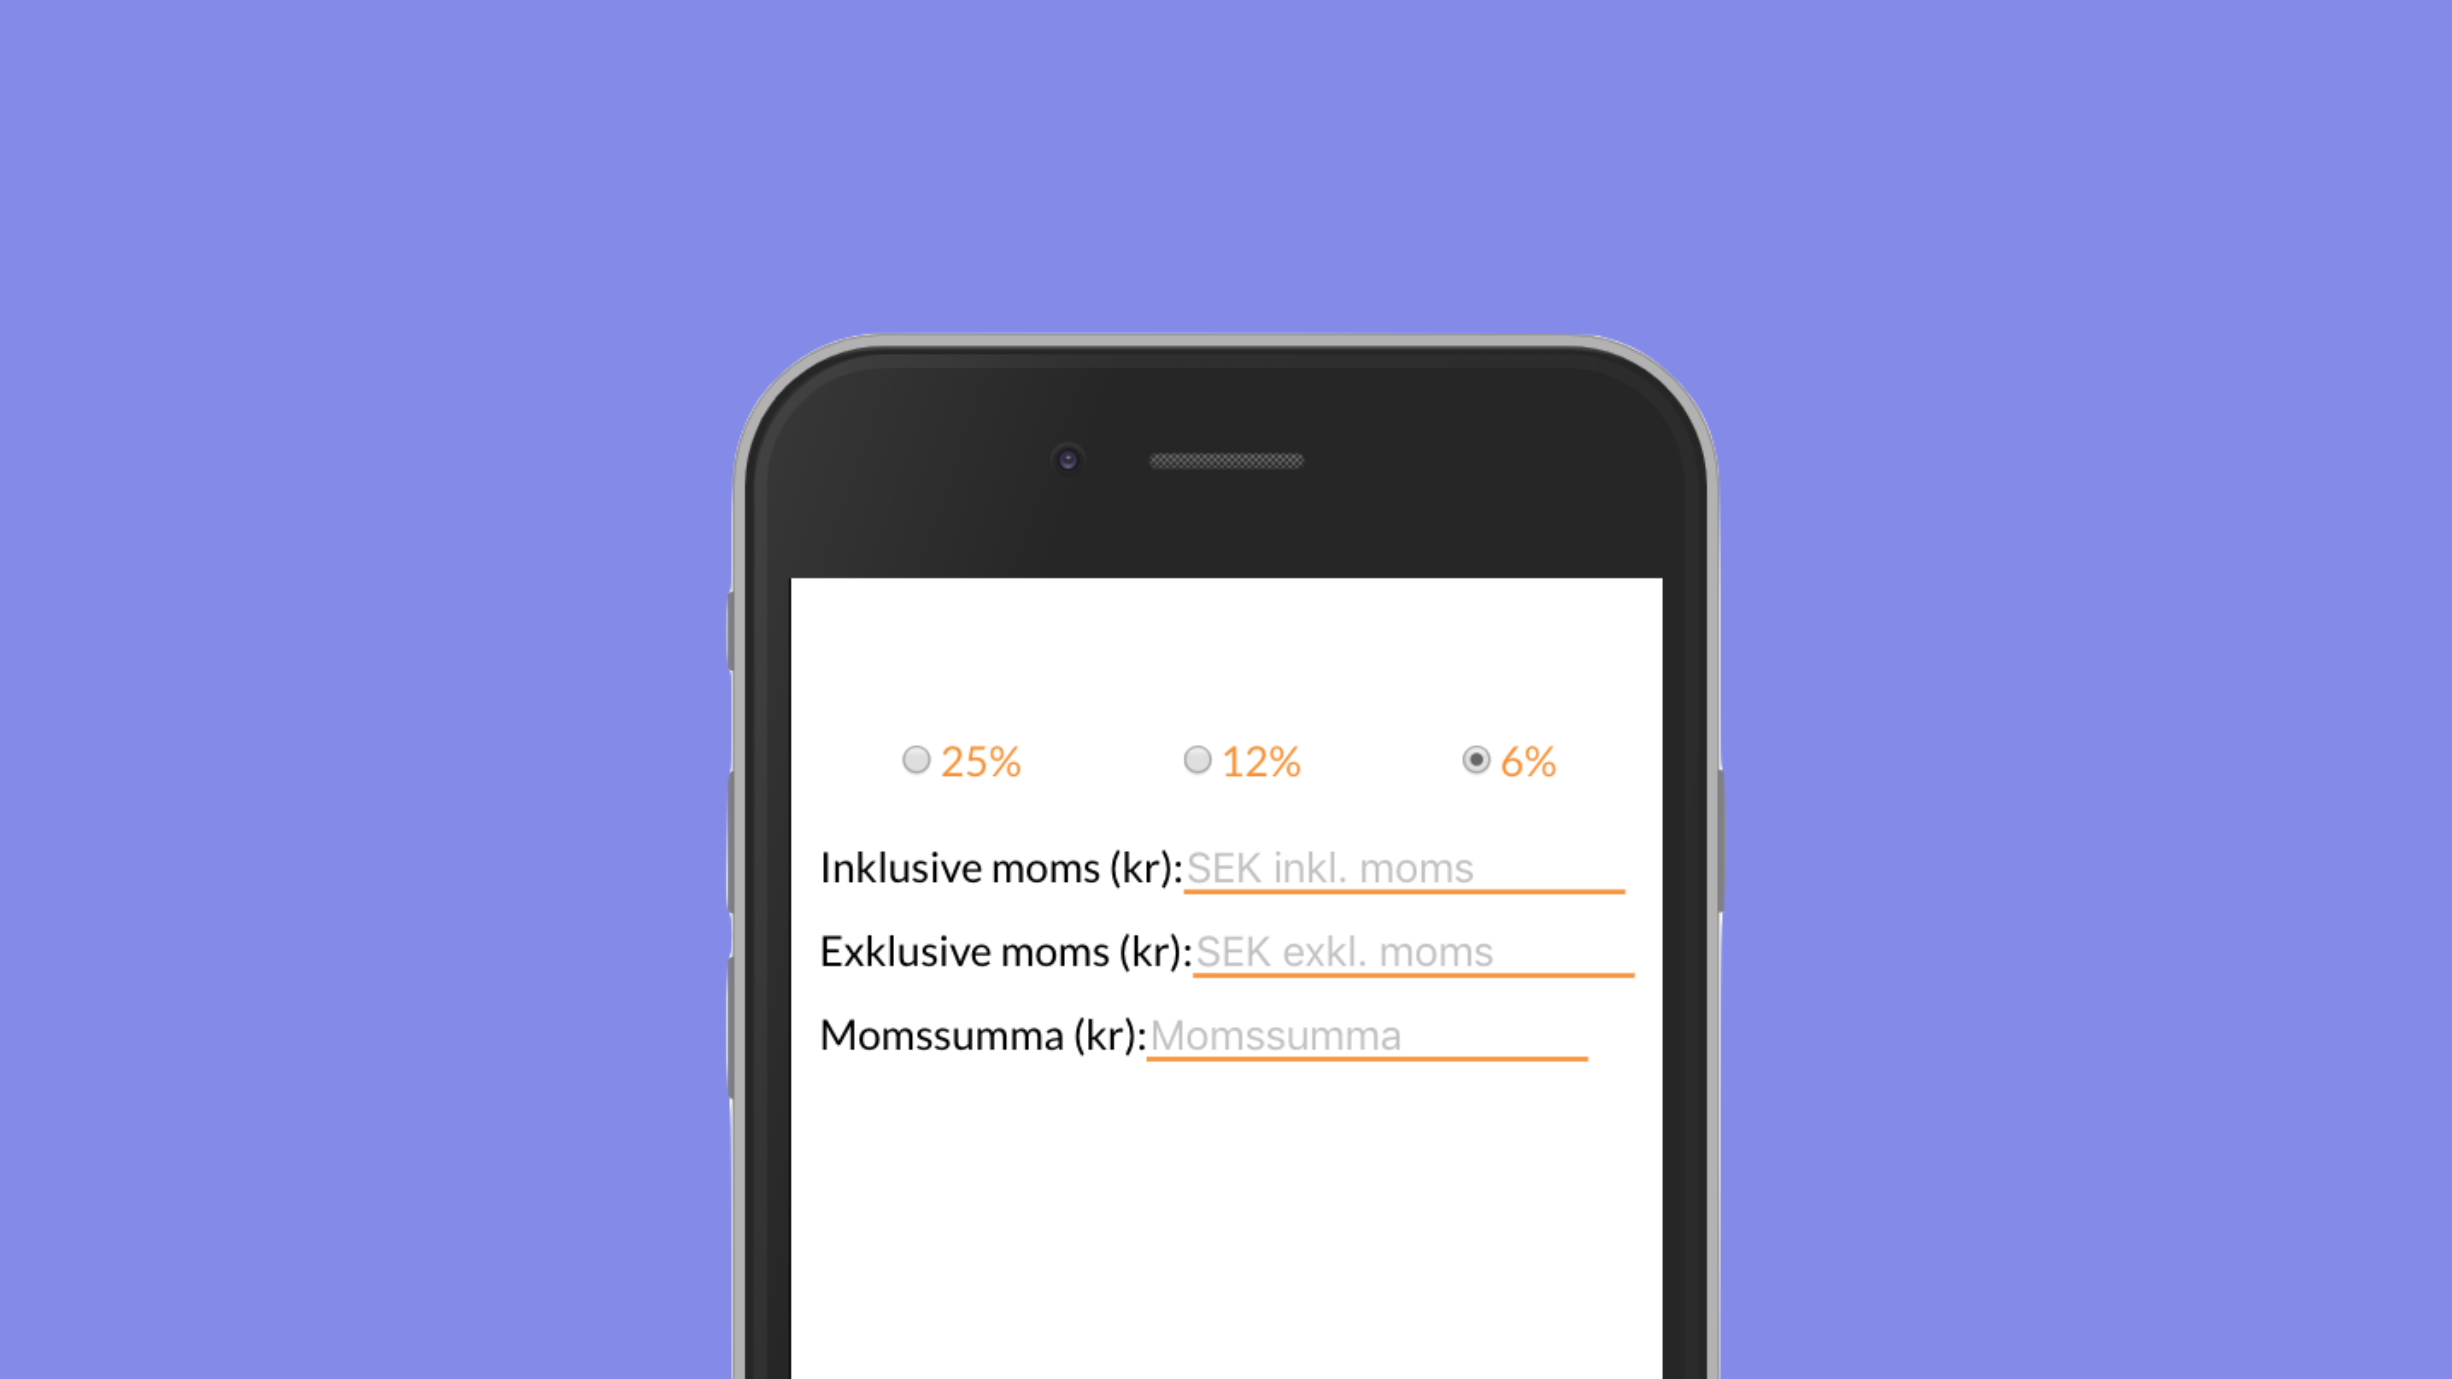 25% 12% 6%
Inklusive moms (kr): SEK inkl. moms
Exklusive moms (kr): SEK exkl. moms
Momssumma (kr): Momssumma